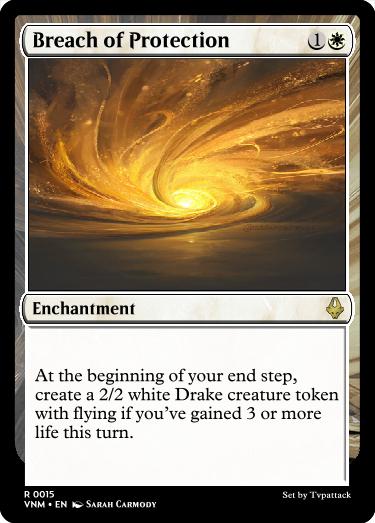 Breach of Protection 1
Enchantment
At the beginning of your end step,
create a 2/2 white Drake creature token
with flying if you've gained 3 or more
life this turn.
R 0015
VNM • EN Sarah Carmody
Set by Tvpattack